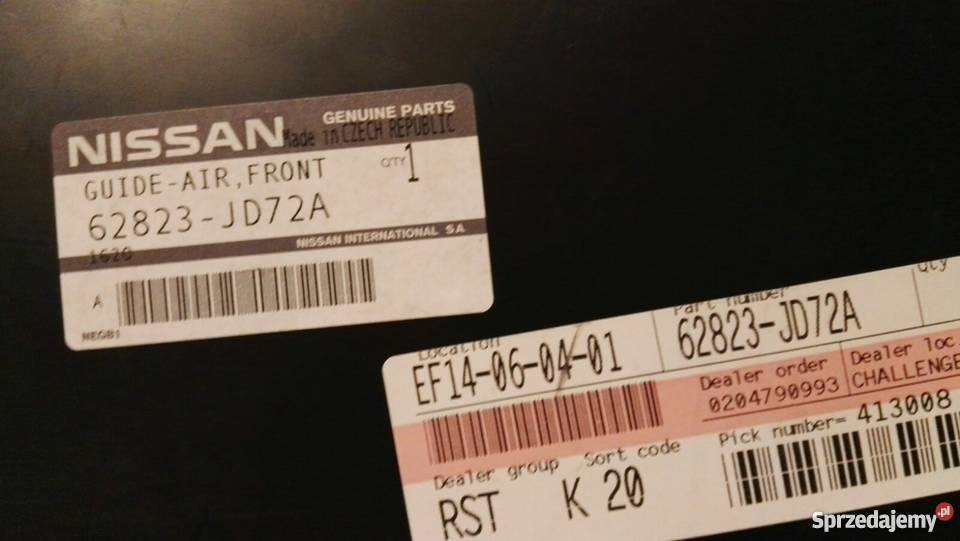 GENUINE PARTS
NISSAN Made in CZECH REPUBLIC
GUIDE-AIR,FRONT QTY 1
62823-JD72A
1620
NISSAN INTERNATIONAL SA
A
NEGB1
Location Part number Qty
EF14-06-04-01 62823-JD72A
Dealer order Dealer loc.
0204790993 CHALLENGE
Pick number= 413008
Dealer group Sort code
RST K 20
Sprzedajemy.pl